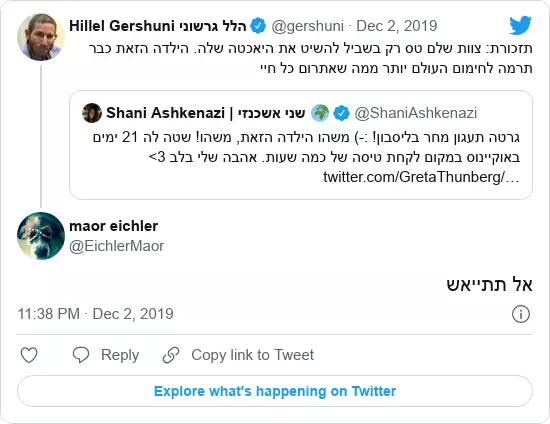 Hillel Gershuni הלל גרשוני @gershuni · Dec 2, 2019
תזכורת: צוות שלם טס רק בשביל להשיט את היאכטה שלה. הילדה הזאת כבר
תרמה לחימום העולם יותר ממה שאתרום כל חיי
Shani Ashkenazi | שני אשכנזי 🌍 @ShaniAshkenazi
גרטה תעגון מחר בליסבון! :-) משהו הילדה הזאת, משהו! שטה לה 21 ימים
באוקיינוס במקום לקחת טיסה של כמה שעות. אהבה שלי בלב 3>
twitter.com/GretaThunberg/…
maor eichler
@EichlerMaor
אל תתייאש
11:38 PM · Dec 2, 2019
Reply
Copy link to Tweet
Explore what's happening on Twitter